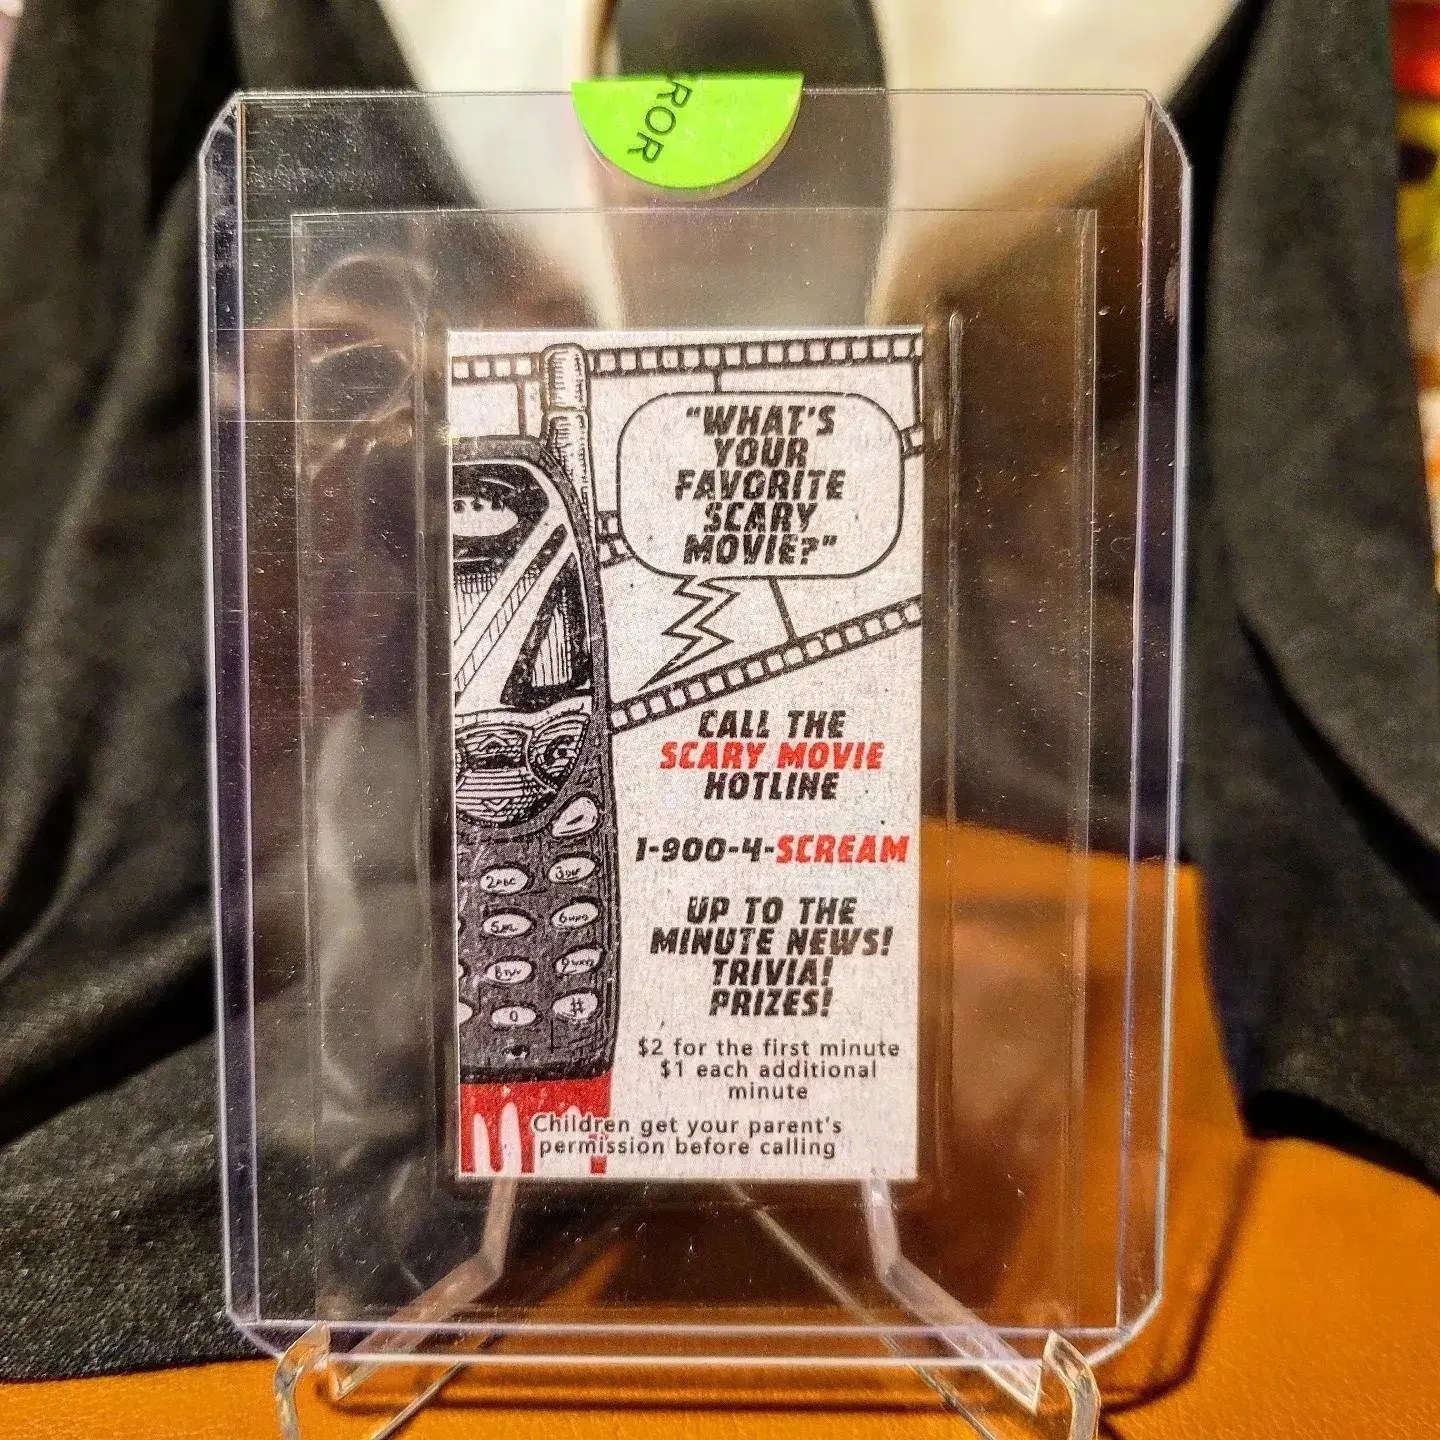 ROR
"WHAT'S
YOUR
FAVORITE
SCARY
MOVIE?"
CALL THE
SCARY MOVIE
HOTLINE
1-900-4-SCREAM
UP TO THE
MINUTE NEWS!
TRIVIA!
PRIZES!
$2 for the first minute
$1 each additional
minute
Children get your parent's
permission before calling
2ABC
0
#